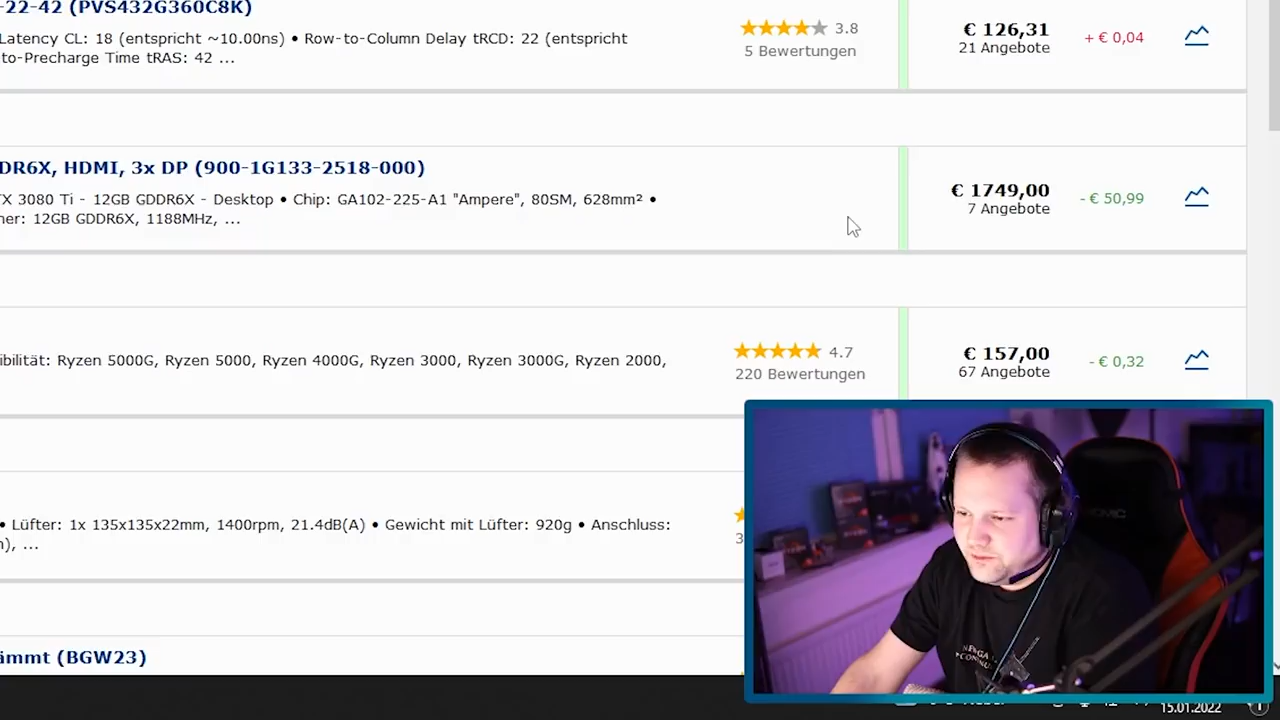 -22-42 (PVS432G360C8K)
Latency CL: 18 (entspricht ~10.00ns) • Row-to-Column Delay tRCD: 22 (entspricht
-to-Precharge Time tRAS: 42 ...
3.8
5 Bewertungen
€ 126,31
21 Angebote
+ € 0,04
DR6X, HDMI, 3x DP (900-1G133-2518-000)
TX 3080 Ti - 12GB GDDR6X - Desktop • Chip: GA102-225-A1 "Ampere", 80SM, 628mm² •
her: 12GB GDDR6X, 1188MHz, ...
€ 1749,00
7 Angebote
- € 50,99
ibilität: Ryzen 5000G, Ryzen 5000, Ryzen 4000G, Ryzen 3000, Ryzen 3000G, Ryzen 2000,
4.7
220 Bewertungen
€ 157,00
67 Angebote
- € 0,32
• Lüfter: 1x 135x135x22mm, 1400rpm, 21.4dB(A) • Gewicht mit Lüfter: 920g • Anschluss:
n), ...
3
ämmt (BGW23)
15.01.2022